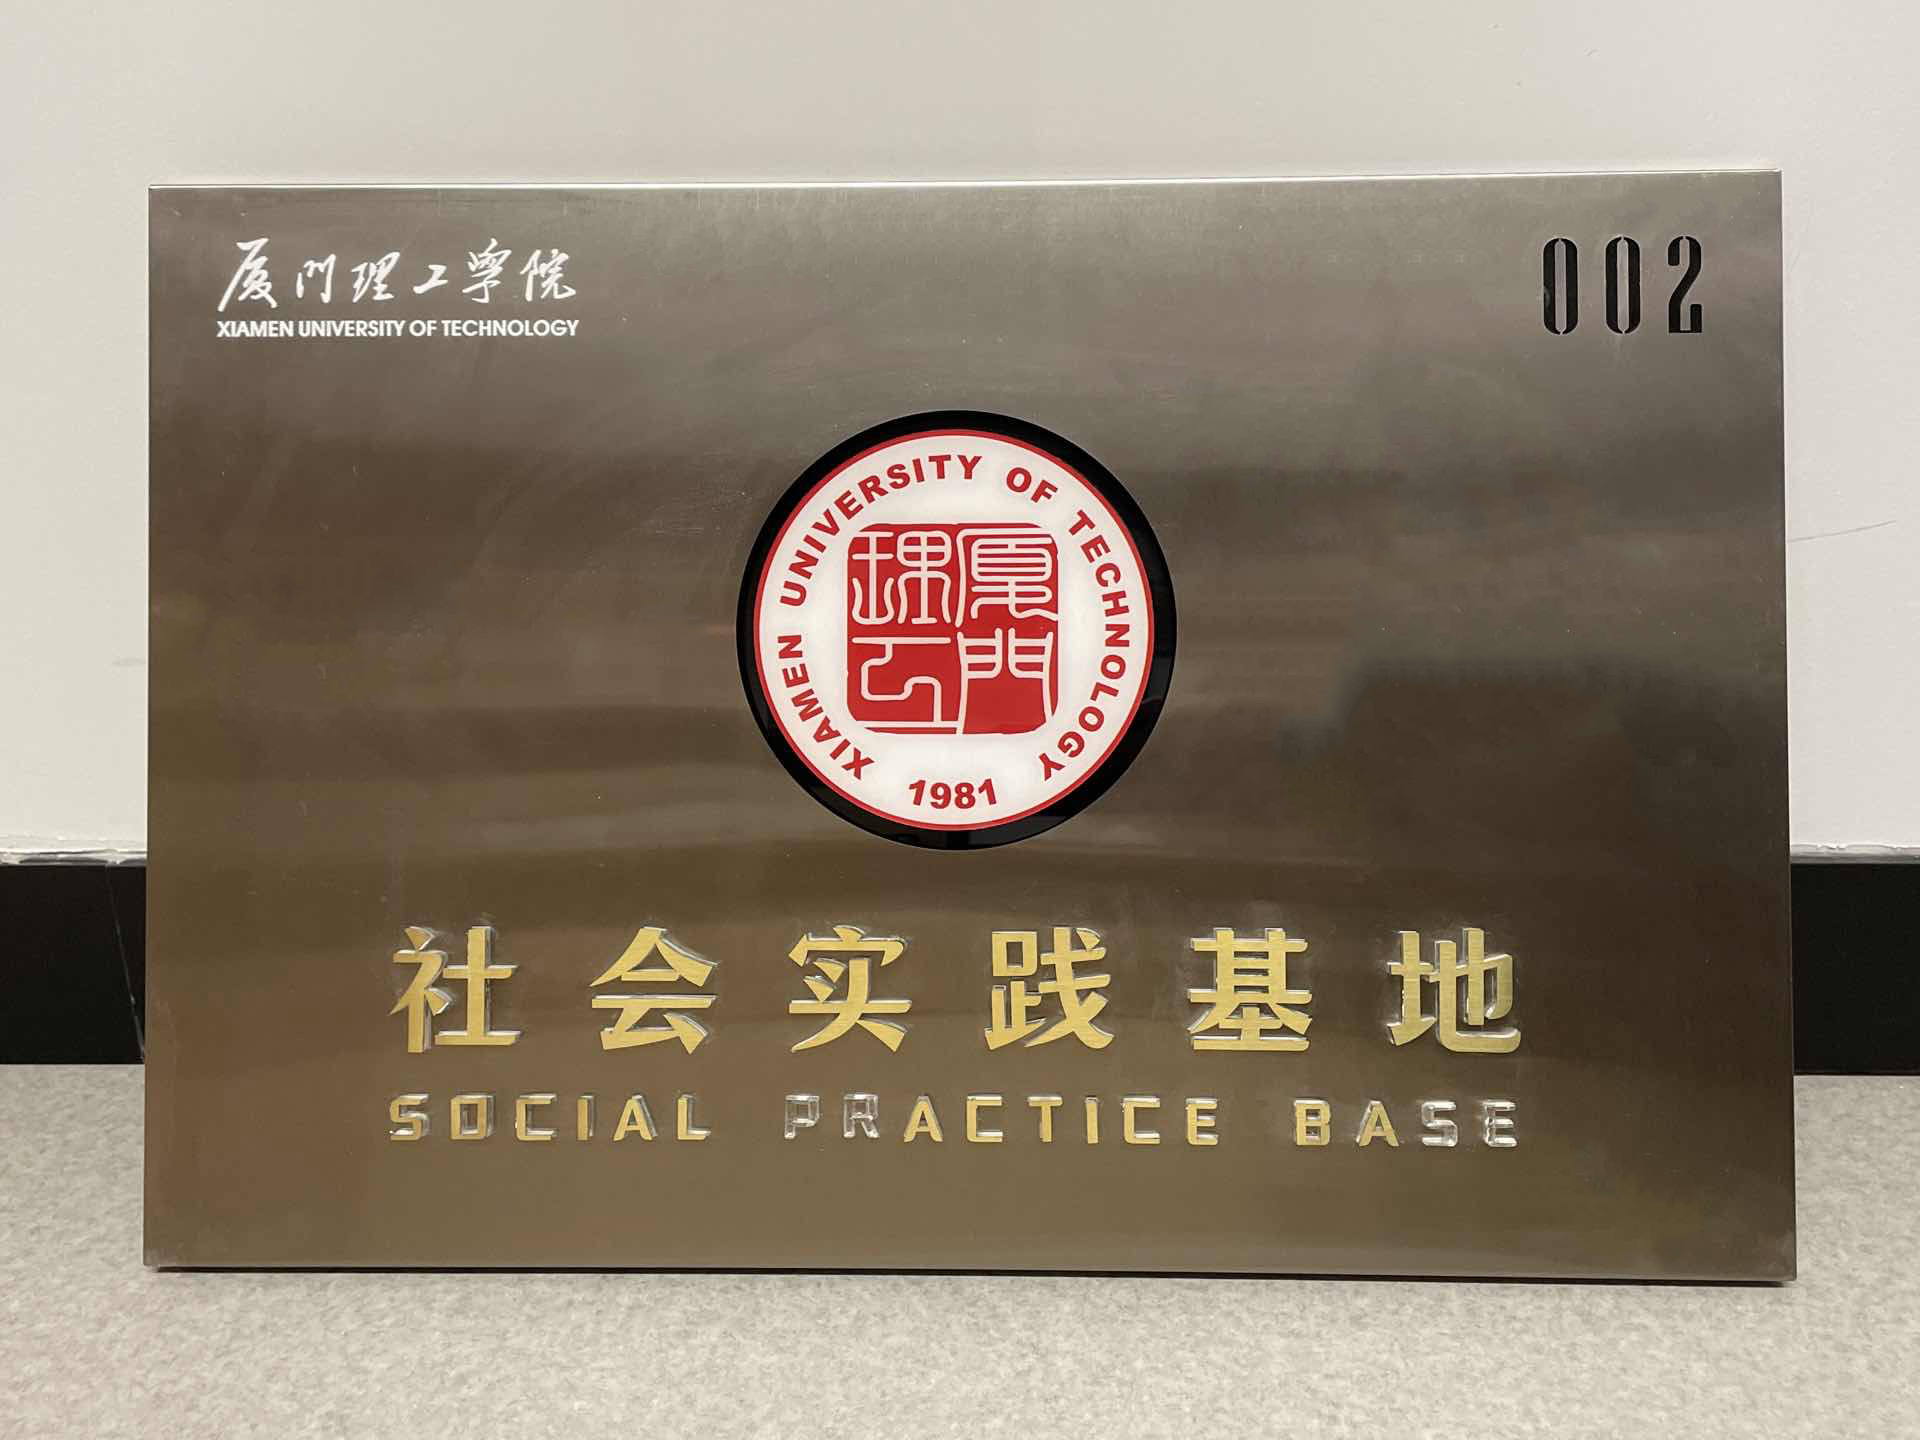 厦門理工學院
XIAMEN UNIVERSITY OF TECHNOLOGY
002
XIAMEN UNIVERSITY OF TECHNOLOGY
厦門
理工
1981
社会实践基地
SOCIAL PRACTICE BASE